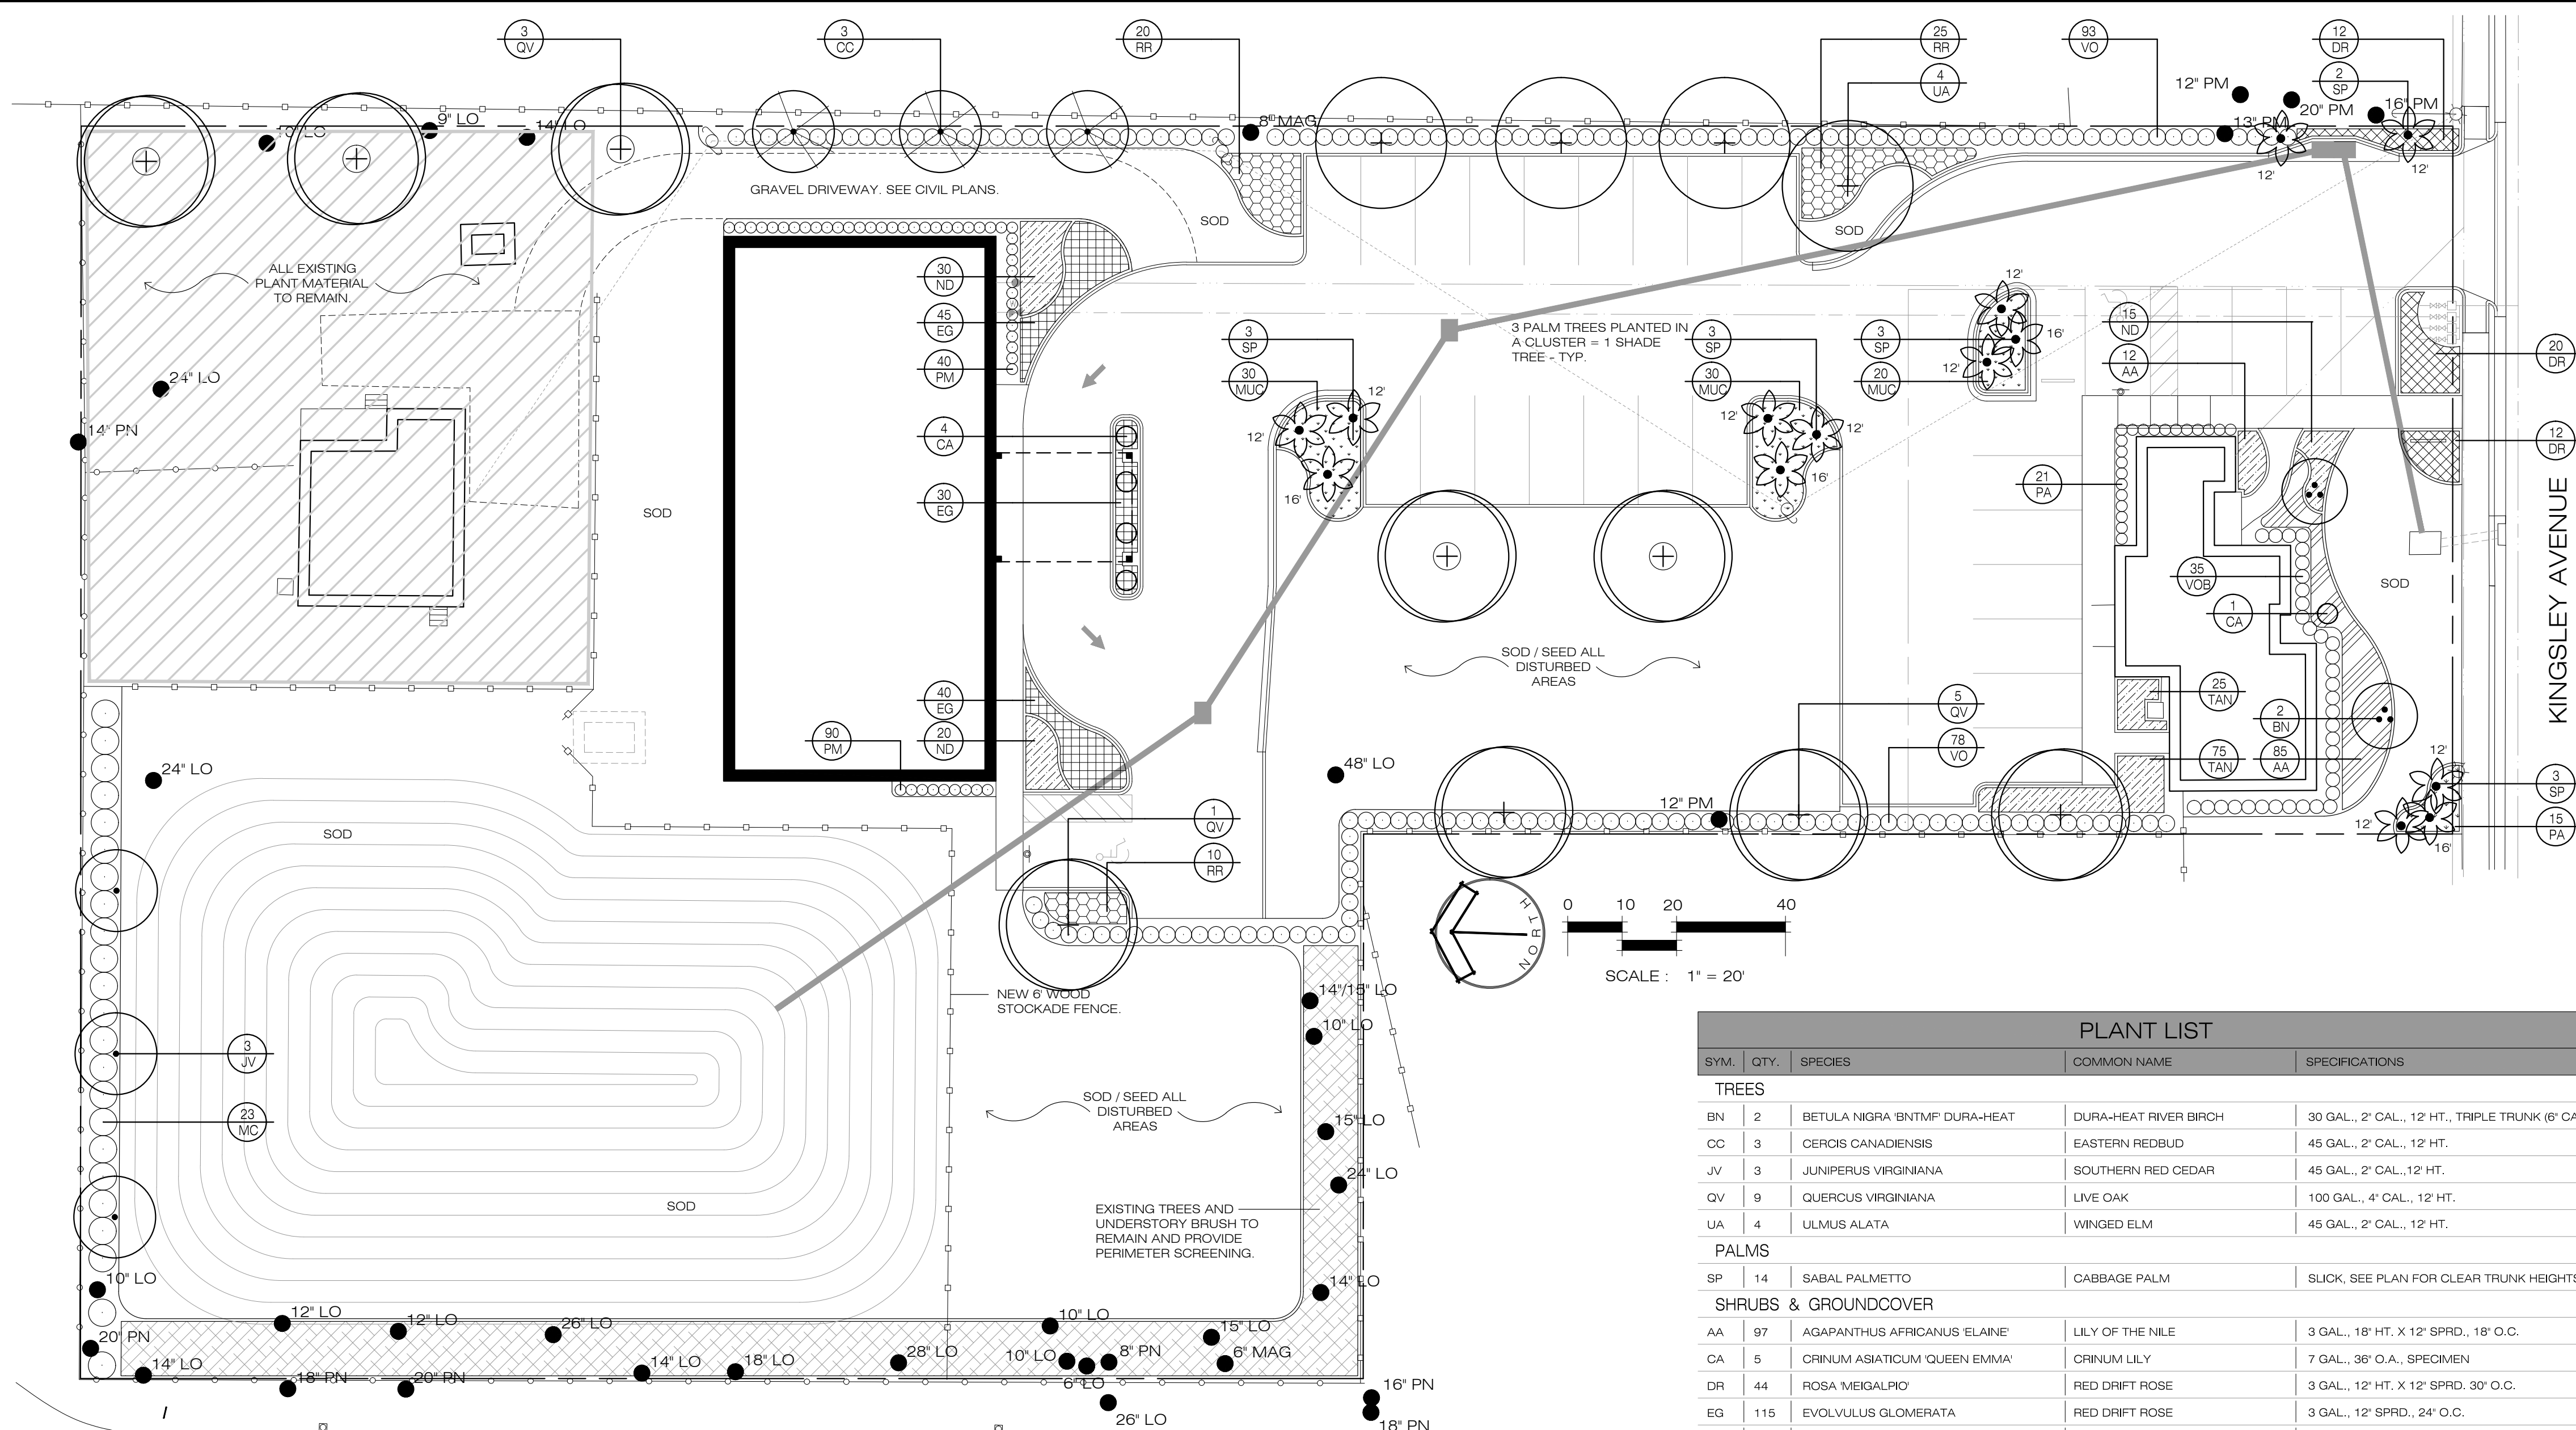 3
QV
3
CC
20
RR
25
RR
4
UA
93
VO
12
DR
2
SP
12" PM
20" PM
16" PM
13" PM
12'
12'
9" LO
14" LO
8" MAG
GRAVEL DRIVEWAY. SEE CIVIL PLANS.
SOD
SOD
ALL EXISTING
PLANT MATERIAL
TO REMAIN.
30
ND
45
EG
40
PM
4
CA
30
EG
3
SP
30
MUC
12'
12'
16'
3 PALM TREES PLANTED IN
A CLUSTER = 1 SHADE
TREE - TYP.
3
SP
30
MUC
12'
12'
16'
3
SP
20
MUC
12'
16'
12'
15
ND
12
AA
20
DR
12
DR
24" LO
14" PN
SOD
21
PA
35
VOB
1
CA
SOD
KINGSLEY AVENUE
SOD / SEED ALL
DISTURBED
AREAS
25
TAN
2
BN
75
TAN
85
AA
40
EG
20
ND
90
PM
5
QV
78
VO
12'
12'
16'
3
SP
15
PA
24" LO
48" LO
12" PM
SOD
1
QV
10
RR
NORTH
0 10 20 40
SCALE : 1" = 20'
NEW 6' WOOD
STOCKADE FENCE.
14"/15" LO
10" LO
3
JV
23
MC
SOD / SEED ALL
DISTURBED
AREAS
15" LO
24" LO
SOD
EXISTING TREES AND
UNDERSTORY BRUSH TO
REMAIN AND PROVIDE
PERIMETER SCREENING.
14" LO
10" LO
12" LO
12" LO
26" LO
10" LO
15" LO
20" PN
14" LO
18" PN
20" PN
14" LO
18" LO
28" LO
10" LO
6" LO
8" PN
6" MAG
26" LO
16" PN
18" PN
PLANT LIST
SYM. QTY. SPECIES COMMON NAME SPECIFICATIONS
TREES
BN 2 BETULA NIGRA 'BNTMF' DURA-HEAT DURA-HEAT RIVER BIRCH 30 GAL., 2" CAL., 12' HT., TRIPLE TRUNK (6" CA
CC 3 CERCIS CANADIENSIS EASTERN REDBUD 45 GAL., 2" CAL., 12' HT.
JV 3 JUNIPERUS VIRGINIANA SOUTHERN RED CEDAR 45 GAL., 2" CAL.,12' HT.
QV 9 QUERCUS VIRGINIANA LIVE OAK 100 GAL., 4" CAL., 12' HT.
UA 4 ULMUS ALATA WINGED ELM 45 GAL., 2" CAL., 12' HT.
PALMS
SP 14 SABAL PALMETTO CABBAGE PALM SLICK, SEE PLAN FOR CLEAR TRUNK HEIGHTS
SHRUBS & GROUNDCOVER
AA 97 AGAPANTHUS AFRICANUS 'ELAINE' LILY OF THE NILE 3 GAL., 18" HT. X 12" SPRD., 18" O.C.
CA 5 CRINUM ASIATICUM 'QUEEN EMMA' CRINUM LILY 7 GAL., 36" O.A., SPECIMEN
DR 44 ROSA 'MEIGALPIO' RED DRIFT ROSE 3 GAL., 12" HT. X 12" SPRD. 30" O.C.
EG 115 EVOLVULUS GLOMERATA RED DRIFT ROSE 3 GAL., 12" SPRD., 24" O.C.